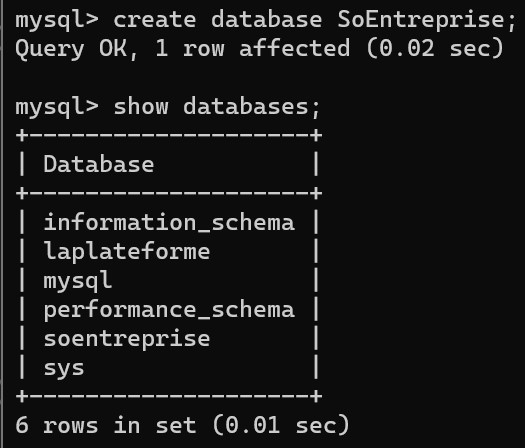 mysql> create database SoEntreprise;
Query OK, 1 row affected (0.02 sec)

mysql> show databases;
+--------------------+
| Database           |
+--------------------+
| information_schema |
| laplateforme       |
| mysql              |
| performance_schema |
| soentreprise       |
| sys                |
+--------------------+
6 rows in set (0.01 sec)